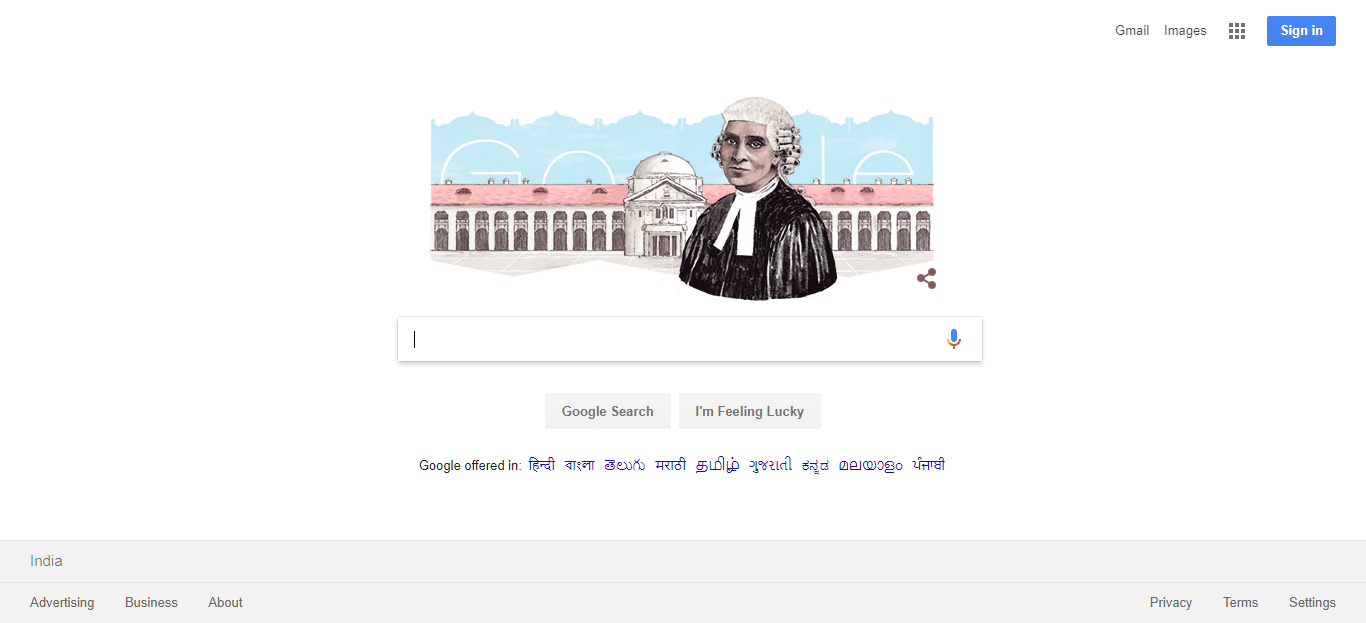 Gmail Images Sign in
Google
Google Search I'm Feeling Lucky
Google offered in: हिन्दी বাংলা తెలుగు मराठी தமிழ் ગુજરાતી ಕನ್ನಡ മലയാളം ਪੰਜਾਬੀ
India
Advertising Business About Privacy Terms Settings